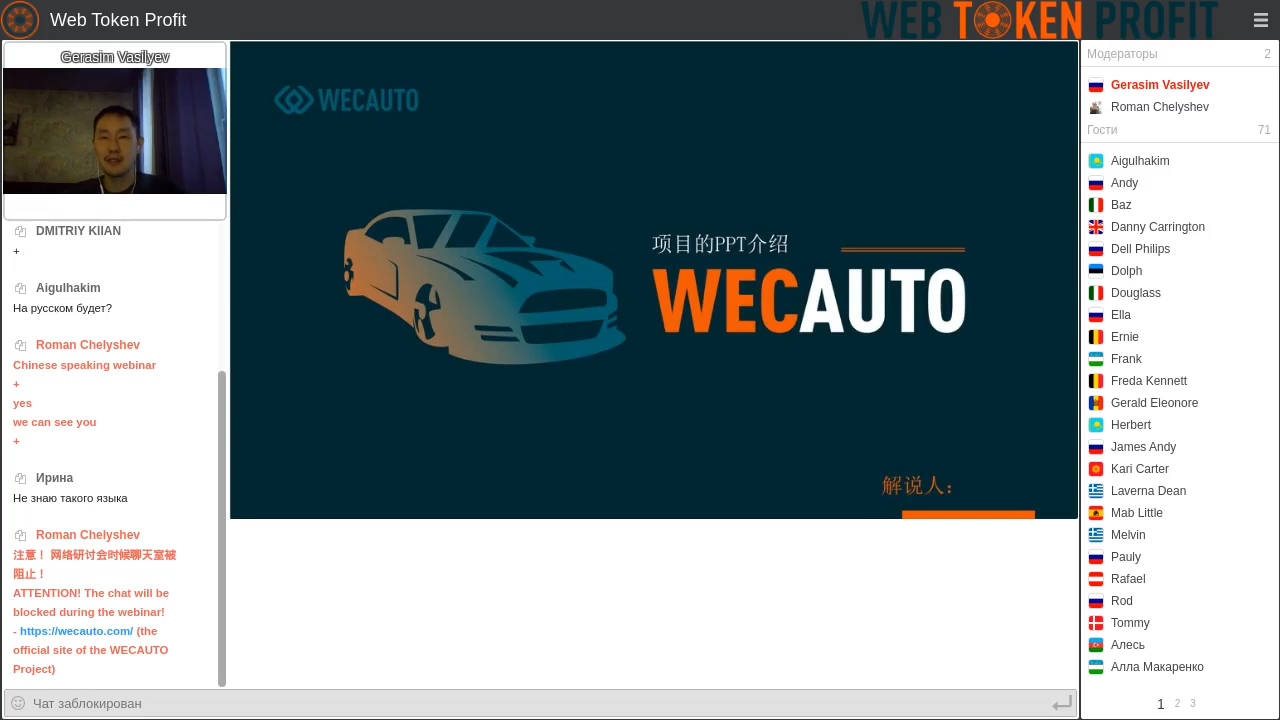 Web Token Profit
WEB TOKEN PROFIT
Gerasim Vasilyev
DMITRIY KIIAN
+
Aigulhakim
На русском будет?
Roman Chelyshev
Chinese speaking webinar
+
yes
we can see you
+
Ирина
Не знаю такого языка
Roman Chelyshev
注意！ 网络研讨会时候聊天室被
阻止！
ATTENTION! The chat will be
blocked during the webinar!
- https://wecauto.com/ (the
official site of the WECAUTO
Project)
Чат заблокирован
WECAUTO
项目的PPT介绍
WECAUTO
解说人：
Модераторы 2
Gerasim Vasilyev
Roman Chelyshev
Гости 71
Aigulhakim
Andy
Baz
Danny Carrington
Dell Philips
Dolph
Douglass
Ella
Ernie
Frank
Freda Kennett
Gerald Eleonore
Herbert
James Andy
Kari Carter
Laverna Dean
Mab Little
Melvin
Pauly
Rafael
Rod
Tommy
Алесь
Алла Макаренко
1 2 3